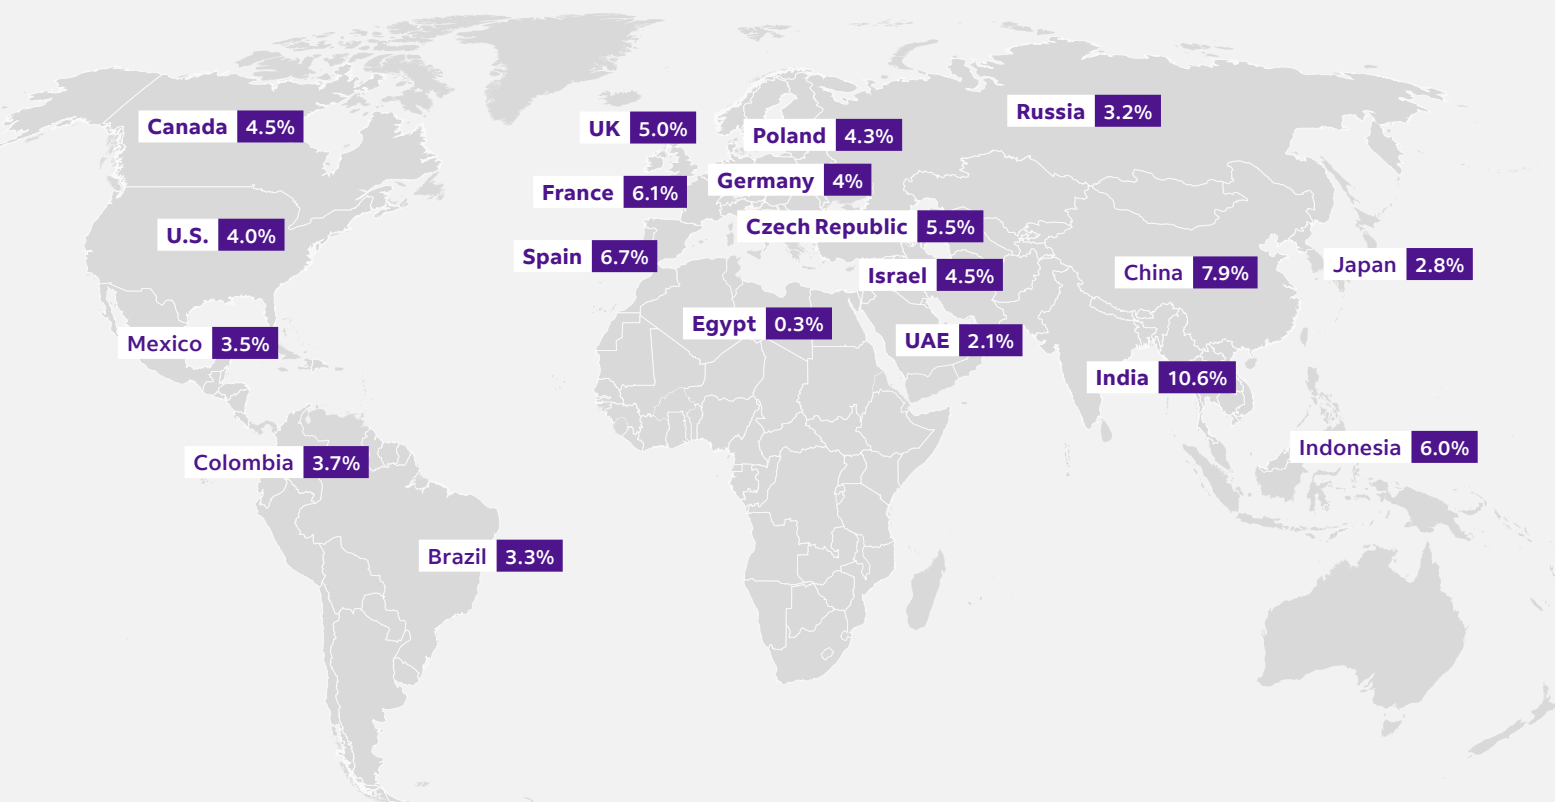 Canada 4.5%
UK 5.0%
Poland 4.3%
Russia 3.2%
France 6.1%
Germany 4%
U.S. 4.0%
Czech Republic 5.5%
Spain 6.7%
Israel 4.5%
China 7.9%
Japan 2.8%
Mexico 3.5%
Egypt 0.3%
UAE 2.1%
India 10.6%
Colombia 3.7%
Indonesia 6.0%
Brazil 3.3%